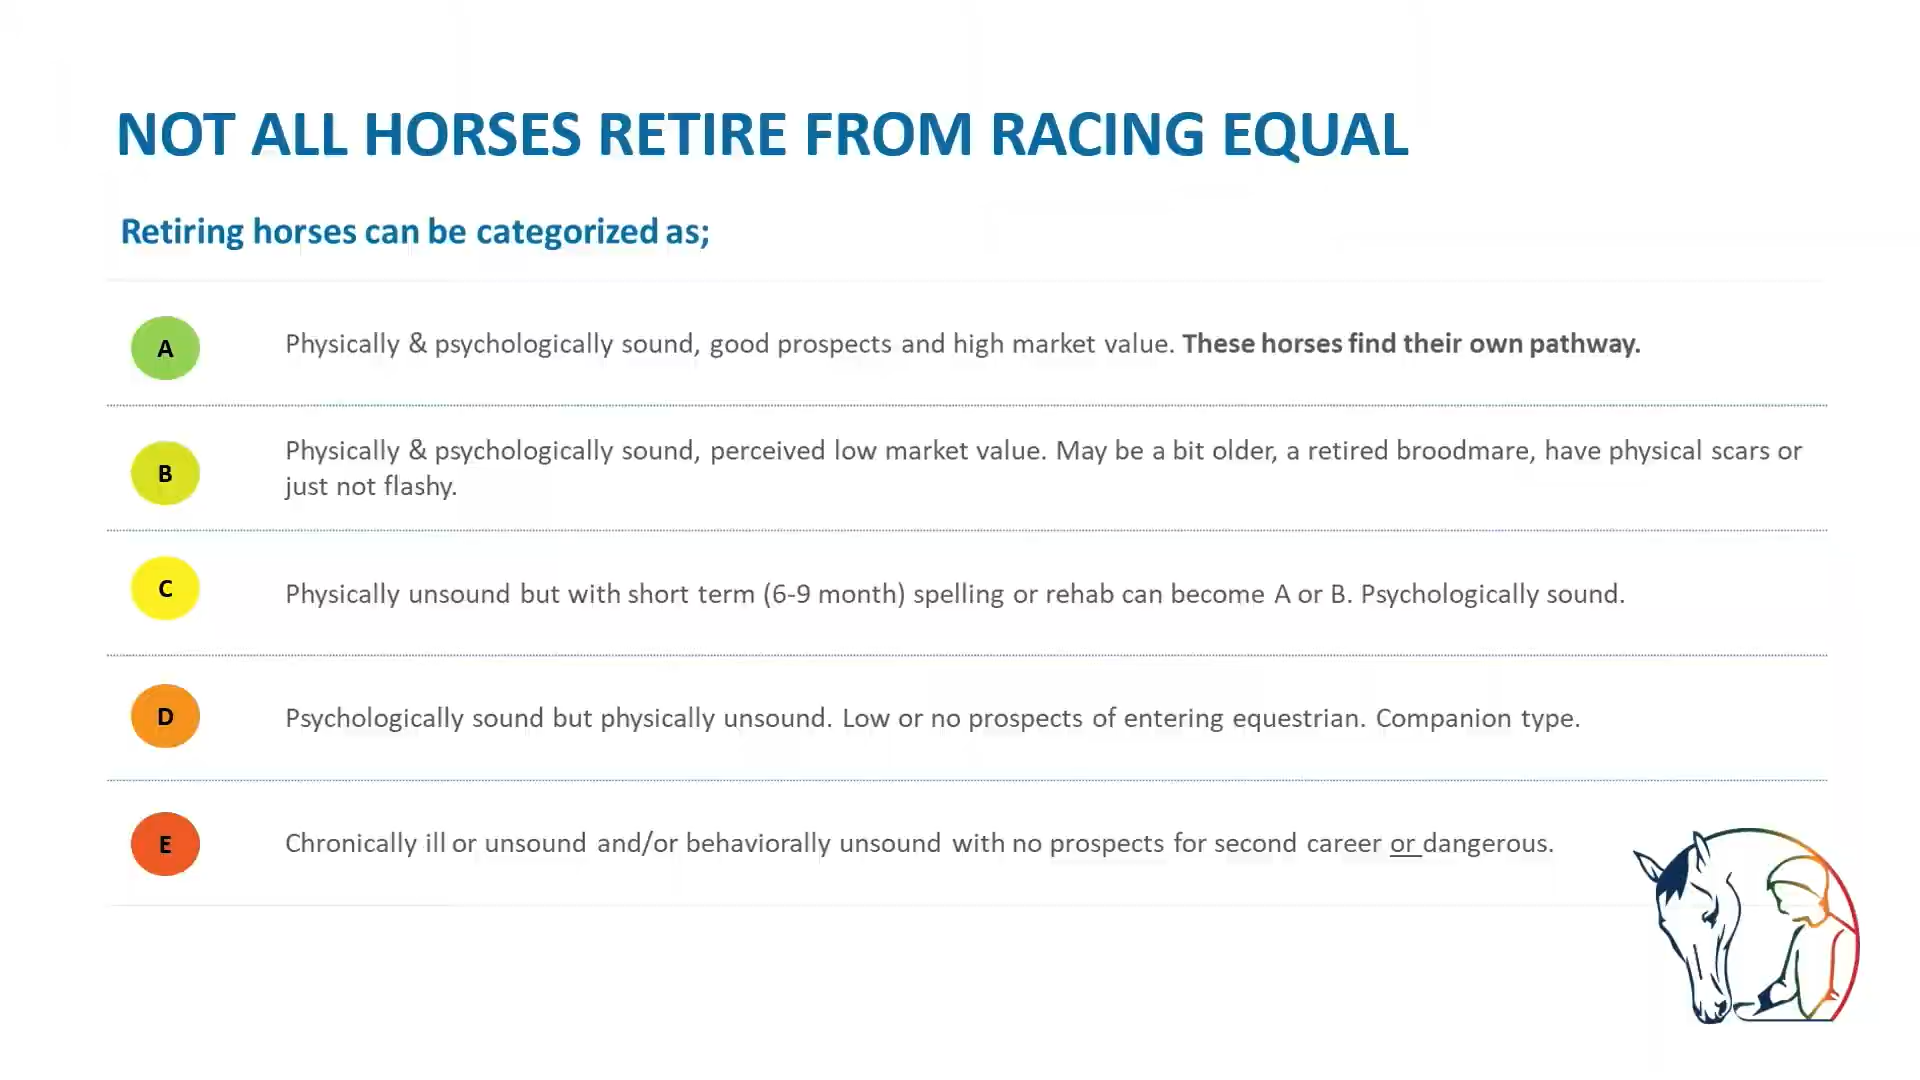 NOT ALL HORSES RETIRE FROM RACING EQUAL
Retiring horses can be categorized as;
A
Physically & psychologically sound, good prospects and high market value. These horses find their own pathway.
B
Physically & psychologically sound, perceived low market value. May be a bit older, a retired broodmare, have physical scars or
just not flashy.
C
Physically unsound but with short term (6-9 month) spelling or rehab can become A or B. Psychologically sound.
D
Psychologically sound but physically unsound. Low or no prospects of entering equestrian. Companion type.
E
Chronically ill or unsound and/or behaviorally unsound with no prospects for second career or dangerous.